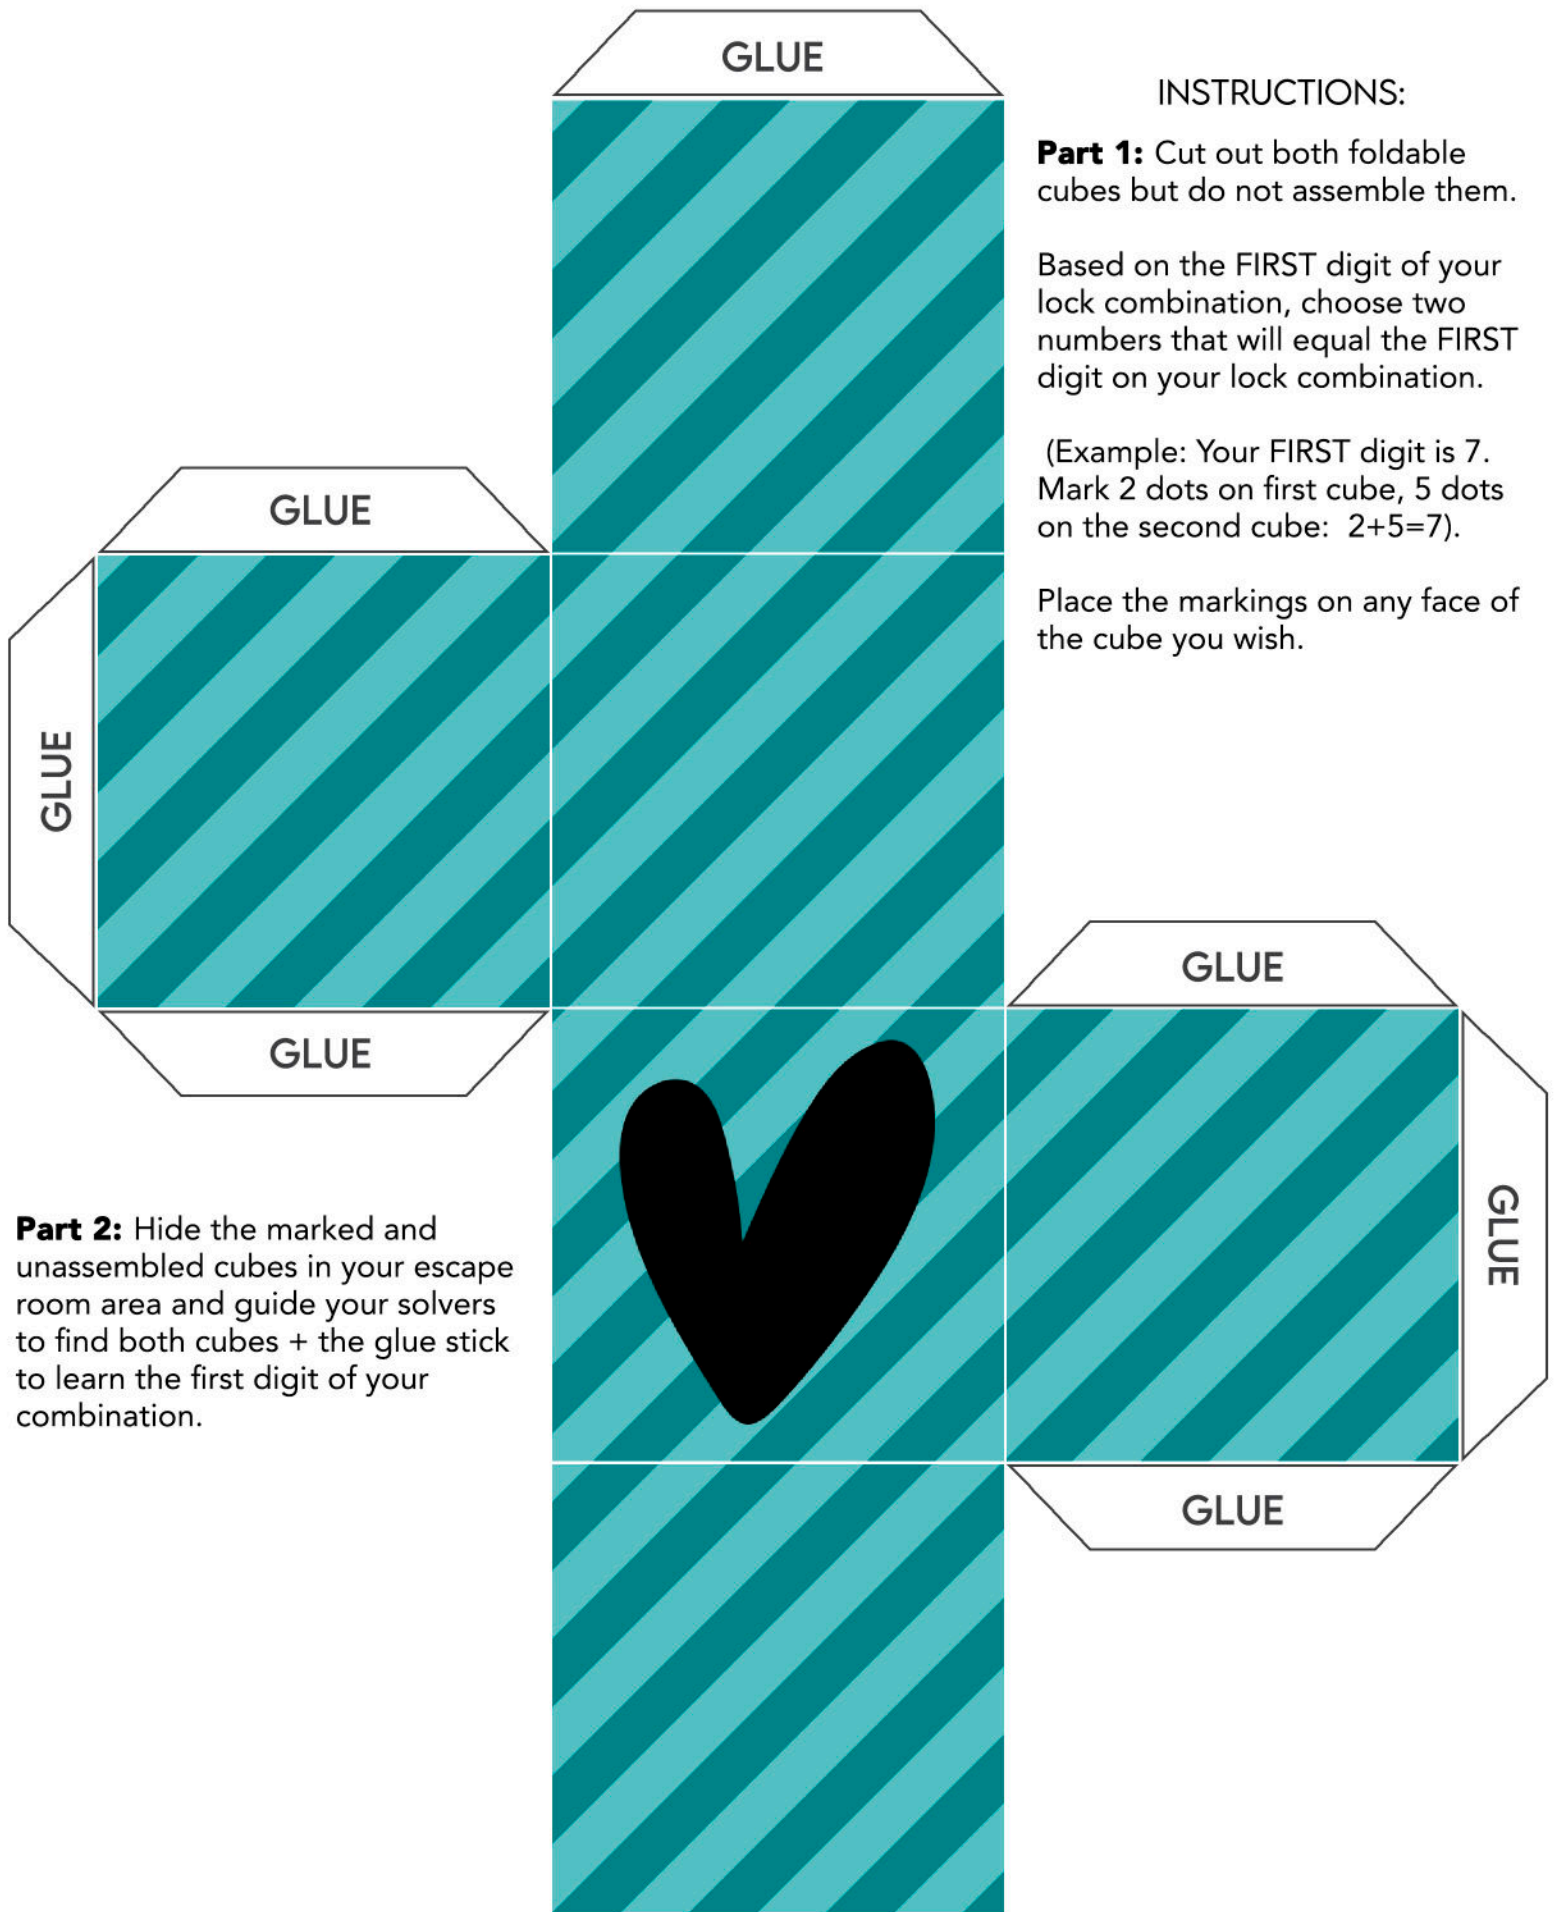 GLUE
INSTRUCTIONS:
Part 1: Cut out both foldable
cubes but do not assemble them.
Based on the FIRST digit of your
lock combination, choose two
numbers that will equal the FIRST
digit on your lock combination.
(Example: Your FIRST digit is 7.
Mark 2 dots on first cube, 5 dots
on the second cube: 2+5=7).
Place the markings on any face of
the cube you wish.
GLUE
GLUE
GLUE
GLUE
GLUE
GLUE
Part 2: Hide the marked and
unassembled cubes in your escape
room area and guide your solvers
to find both cubes + the glue stick
to learn the first digit of your
combination.